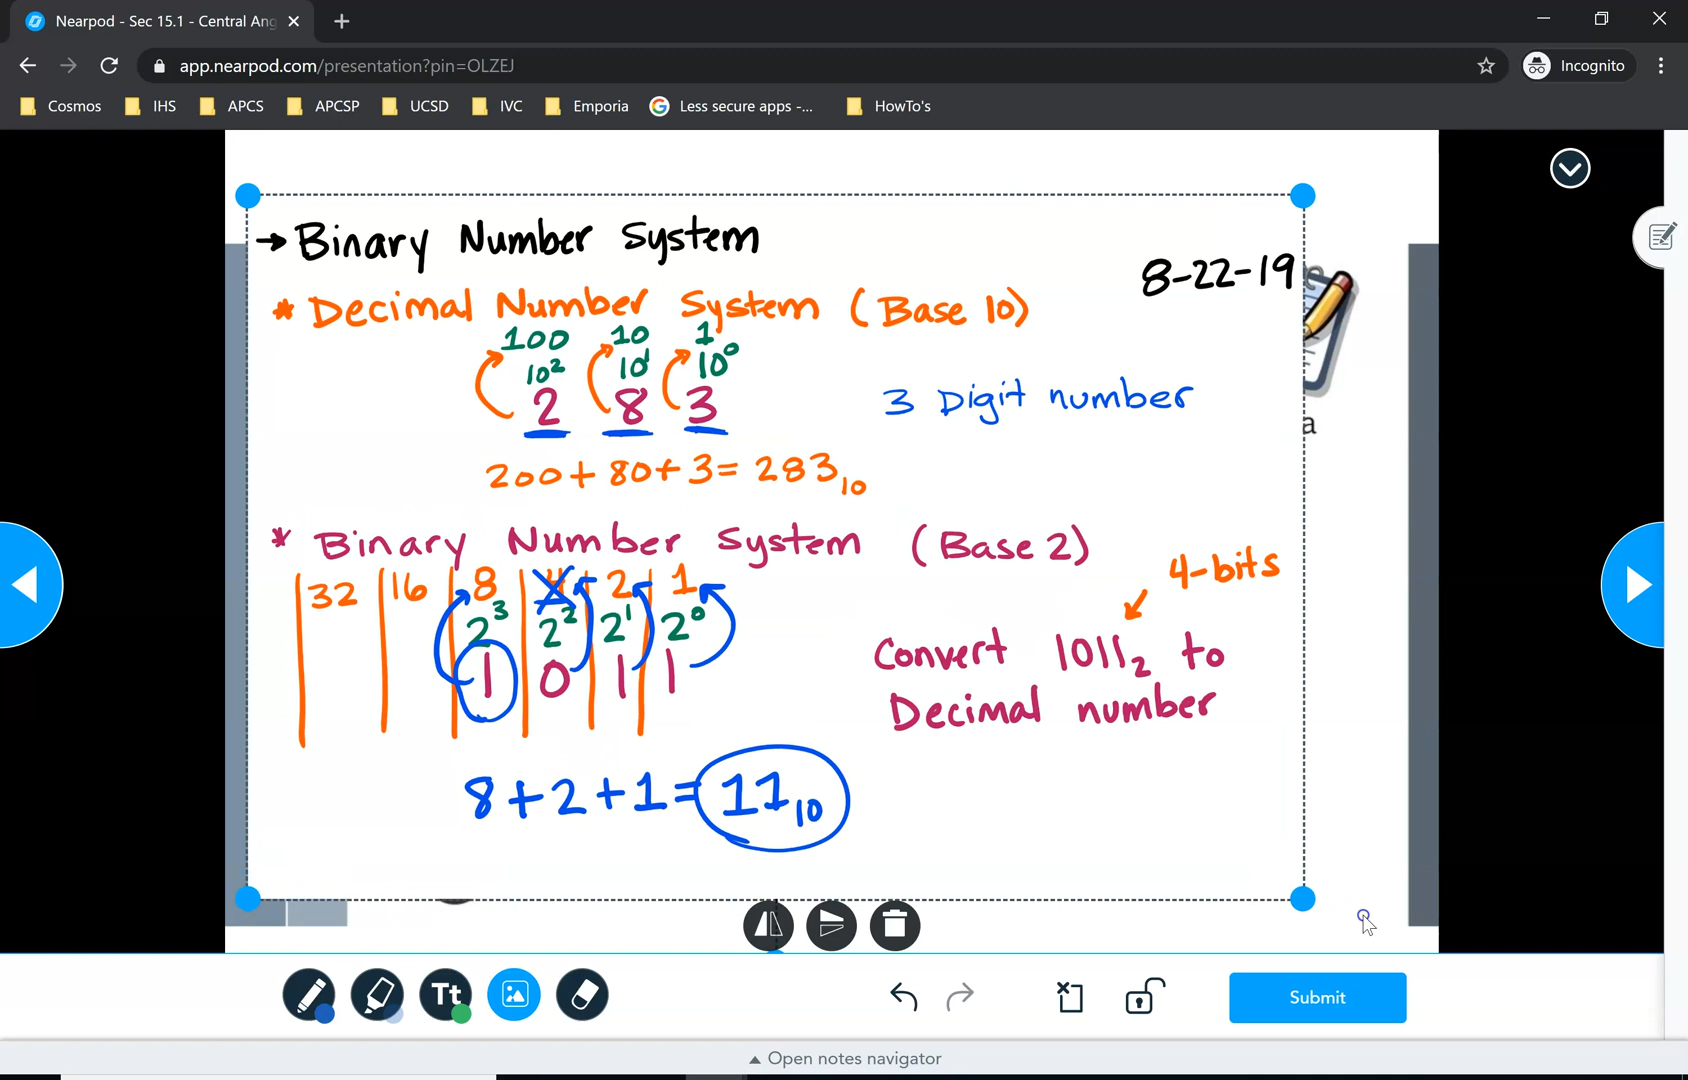 Nearpod - Sec 15.1 - Central Ang
app.nearpod.com/presentation?pin=OLZEJ
Incognito
Cosmos IHS APCS APCSP UCSD IVC Emporia Less secure apps -... HowTo's
→ Binary Number System
8-22-19
* Decimal Number System (Base 10)
100 10 1
10² 10¹ 10⁰
2 8 3
3 Digit number
a
200 + 80 + 3 = 283₁₀
* Binary Number System (Base 2)
4-bits
32 16 8 4 2 1
2³ 2² 2¹ 2⁰
1 0 1 1
Convert 1011₂ to
Decimal number
8 + 2 + 1 = 11₁₀
Tt
Submit
Open notes navigator